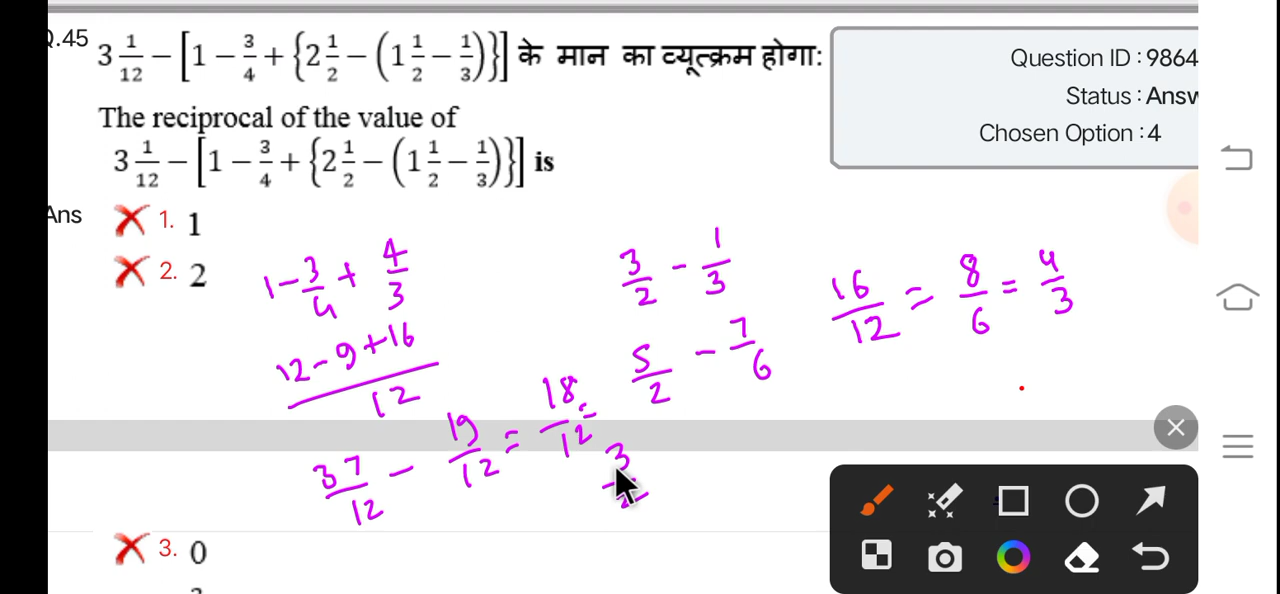 Q.45 3 1/12 − [1 − 3/4 + {2 1/2 − (1 1/2 − 1/3)}] के मान का व्यूत्क्रम होगा:
Question ID : 9864
Status : Answ
Chosen Option : 4
The reciprocal of the value of
3 1/12 − [1 − 3/4 + {2 1/2 − (1 1/2 − 1/3)}] is
Ans
1. 1
2. 2
1 - 3/4 + 4/3
3/2 - 1/3
16/12 = 8/6 = 4/3
12 - 9 + 16 / 12
5/2 - 7/6
37/12 - 19/12 = 18/12 = 3/2
3. 0